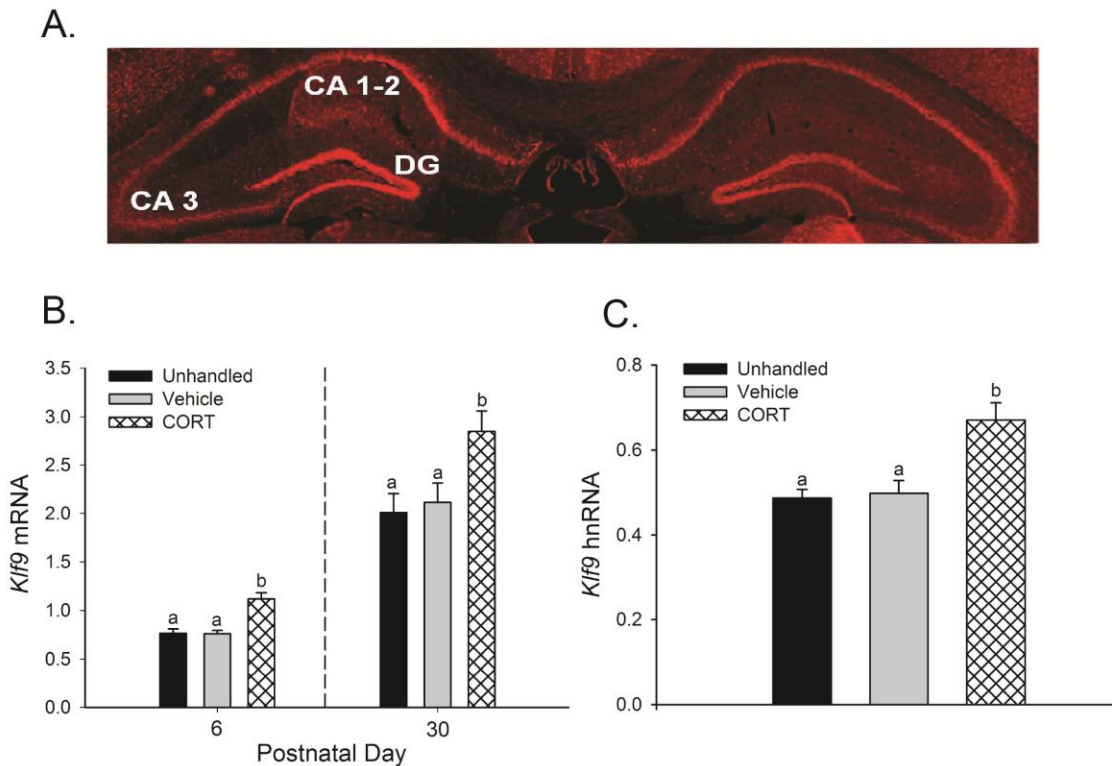 A.
CA 1-2
DG
CA 3
B.
3.5
3.0
2.5
2.0
1.5
1.0
0.5
0.0
Klf9 mRNA
Unhandled
Vehicle
CORT
a
a
b
a
a
b
6
30
Postnatal Day
C.
0.8
0.6
0.4
0.2
0.0
Klf9 hnRNA
Unhandled
Vehicle
CORT
a
a
b